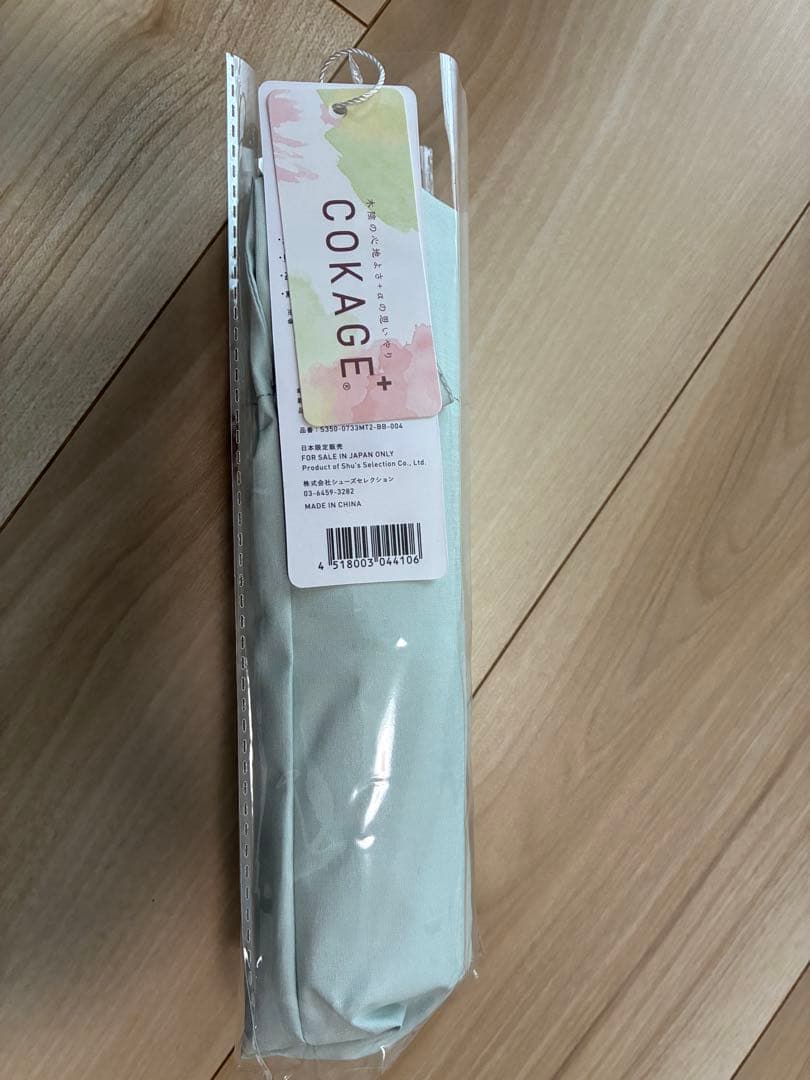 木陰の心地よさ+αの思いやり
COKAGE+®
品番：S350-0733MT2-BB-004
日本限定販売
FOR SALE IN JAPAN ONLY
Product of Shu's Selection Co., Ltd.
株式会社シューズセレクション
03-6459-3282
MADE IN CHINA
4 518003 044106